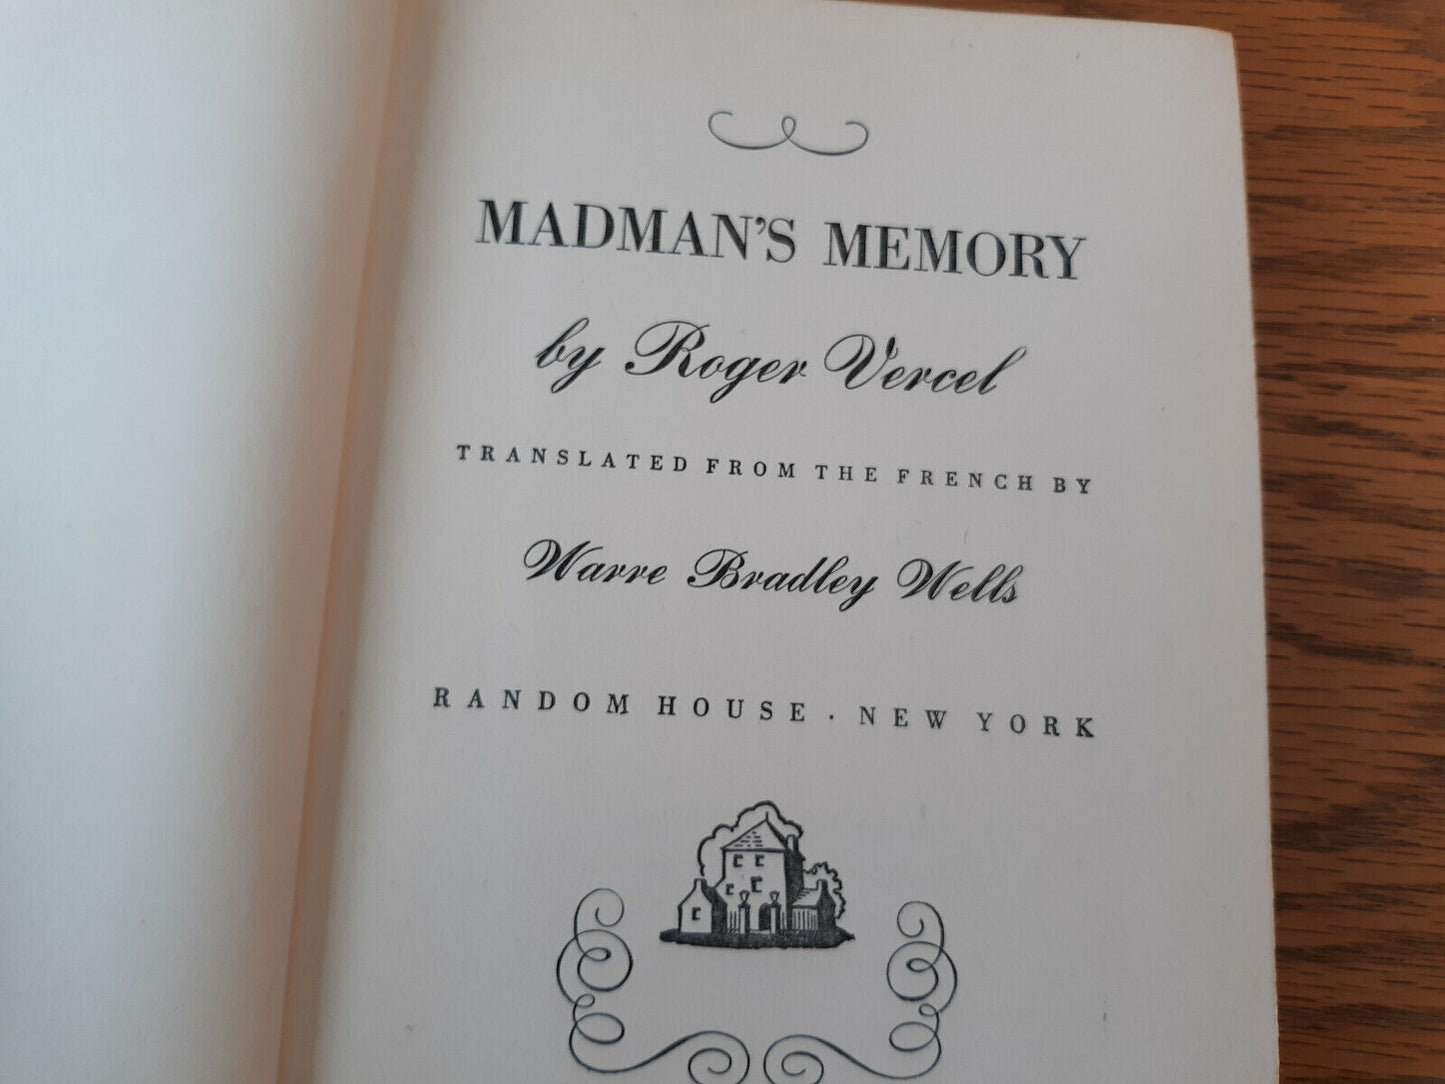 MADMAN'S MEMORY
by Roger Vercel
TRANSLATED FROM THE FRENCH BY
Warre Bradley Wells
RANDOM HOUSE · NEW YORK